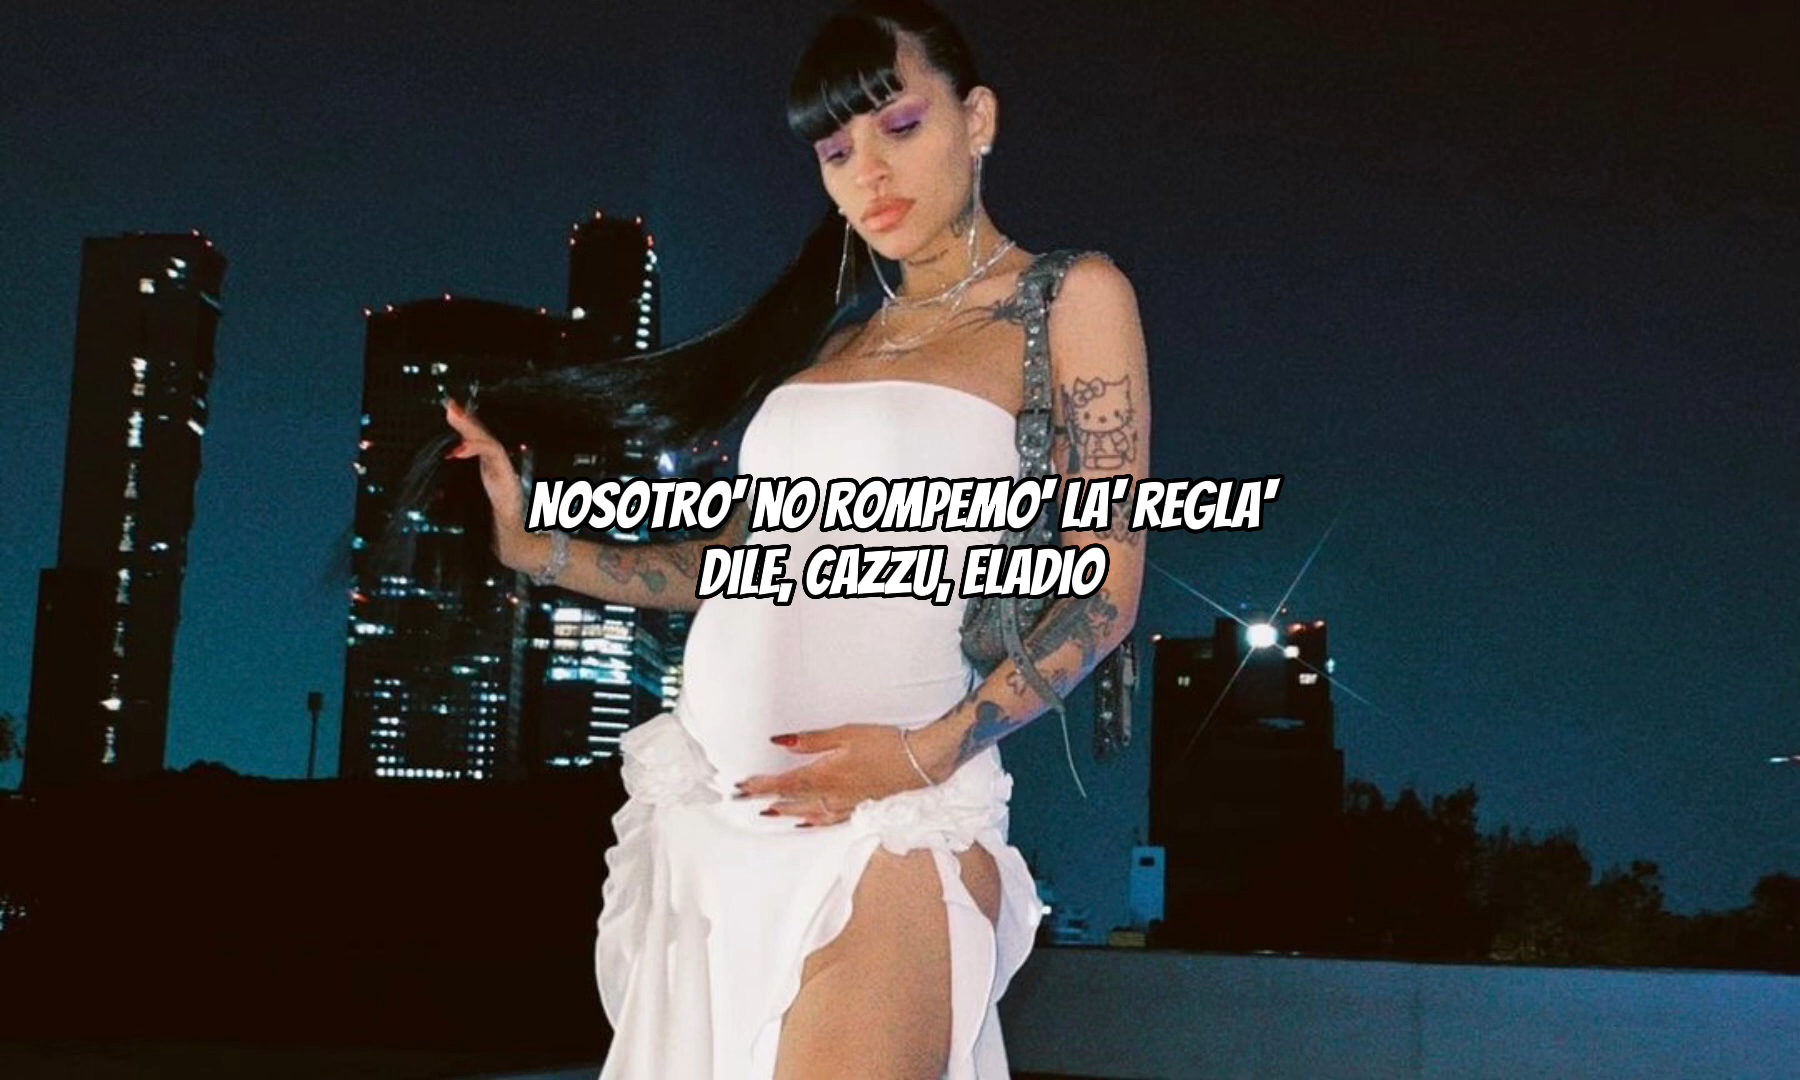 NOSOTRO' NO ROMPEMO' LA' REGLA'
DILE, CAZZU, ELADIO